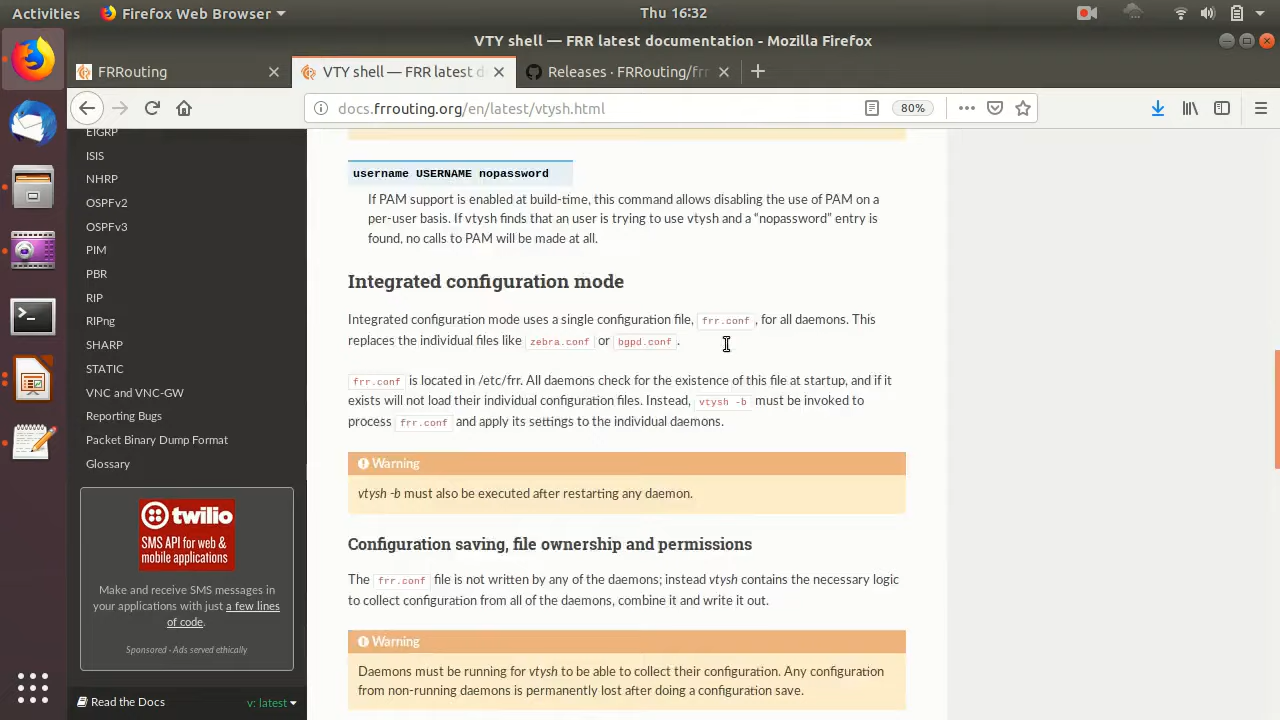 Activities Firefox Web Browser Thu 16:32
VTY shell — FRR latest documentation - Mozilla Firefox
FRRouting VTY shell — FRR latest d Releases · FRRouting/frr
docs.frrouting.org/en/latest/vtysh.html 80%
EIGRP
ISIS
NHRP
OSPFv2
OSPFv3
PIM
PBR
RIP
RIPng
SHARP
STATIC
VNC and VNC-GW
Reporting Bugs
Packet Binary Dump Format
Glossary
twilio
SMS API for web &
mobile applications
Make and receive SMS messages in
your applications with just a few lines
of code.
Sponsored · Ads served ethically
Read the Docs v: latest
username USERNAME nopassword
If PAM support is enabled at build-time, this command allows disabling the use of PAM on a
per-user basis. If vtysh finds that an user is trying to use vtysh and a “nopassword” entry is
found, no calls to PAM will be made at all.
Integrated configuration mode
Integrated configuration mode uses a single configuration file, frr.conf, for all daemons. This
replaces the individual files like zebra.conf or bgpd.conf.
frr.conf is located in /etc/frr. All daemons check for the existence of this file at startup, and if it
exists will not load their individual configuration files. Instead, vtysh -b must be invoked to
process frr.conf and apply its settings to the individual daemons.
Warning
vtysh -b must also be executed after restarting any daemon.
Configuration saving, file ownership and permissions
The frr.conf file is not written by any of the daemons; instead vtysh contains the necessary logic
to collect configuration from all of the daemons, combine it and write it out.
Warning
Daemons must be running for vtysh to be able to collect their configuration. Any configuration
from non-running daemons is permanently lost after doing a configuration save.